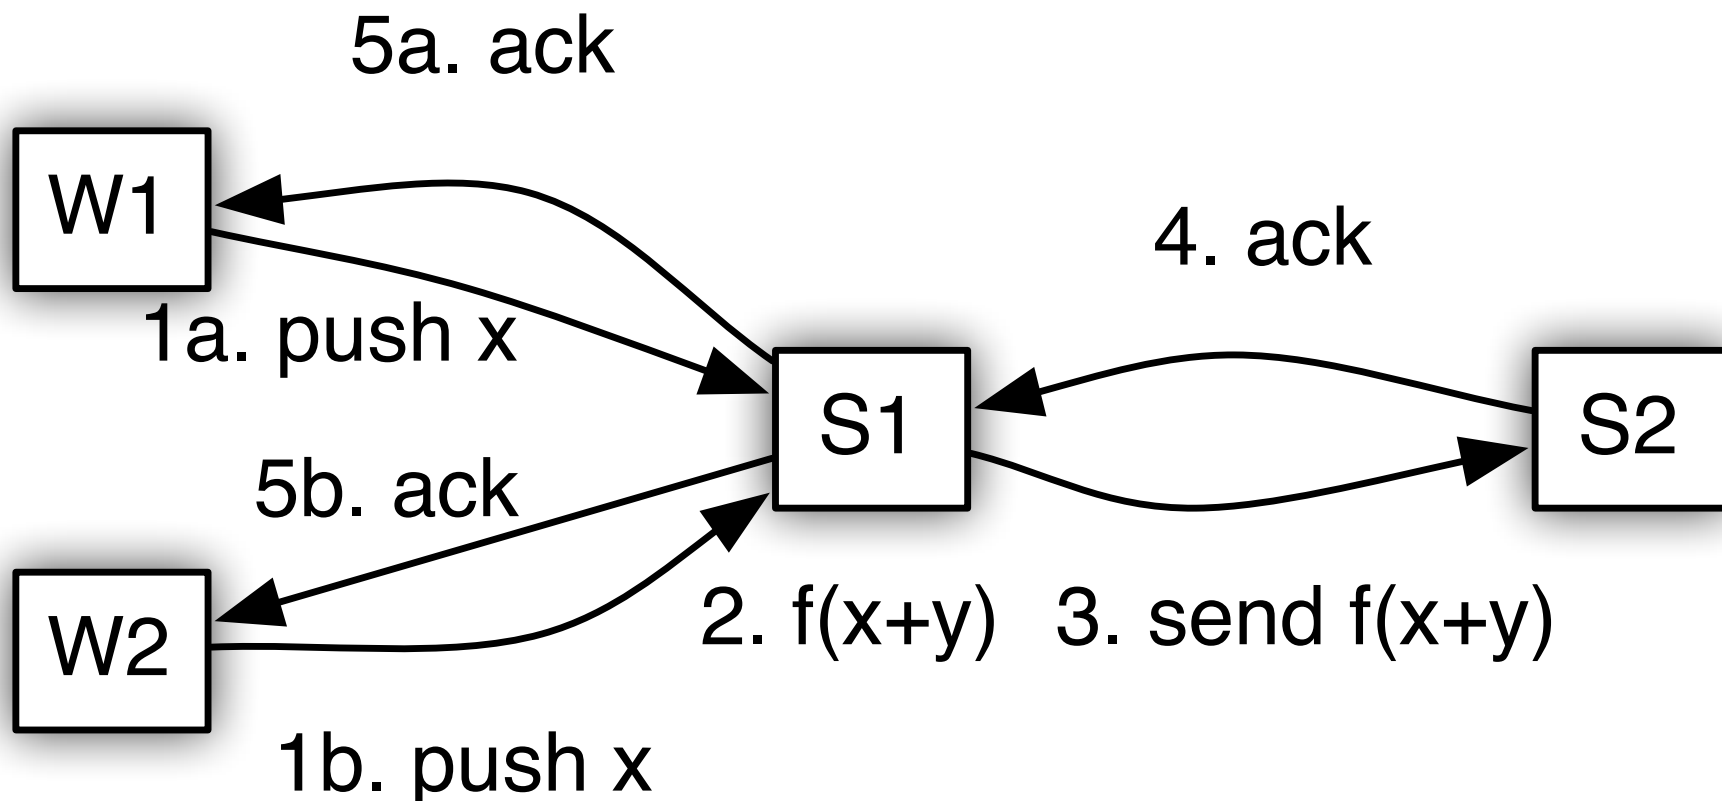 5a. ack
W1
4. ack
1a. push x
S1
S2
5b. ack
2. f(x+y)
3. send f(x+y)
W2
1b. push x